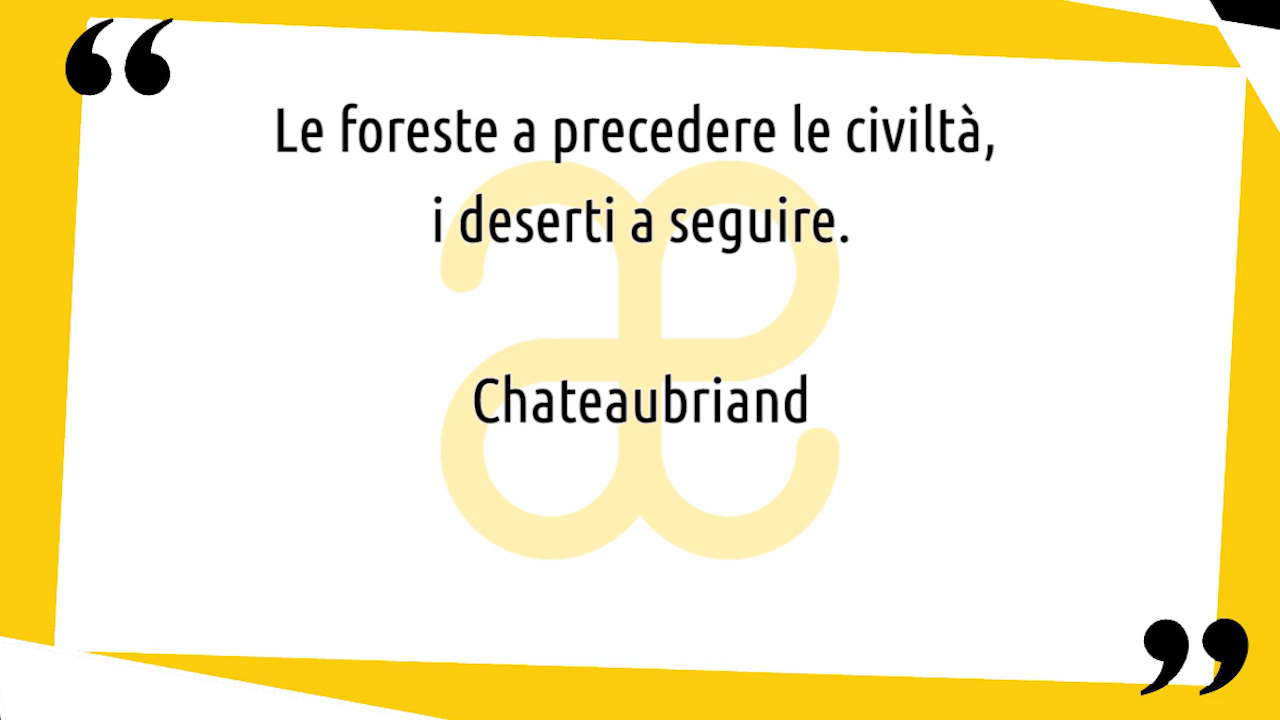 Le foreste a precedere le civiltà,
i deserti a seguire.
Chateaubriand